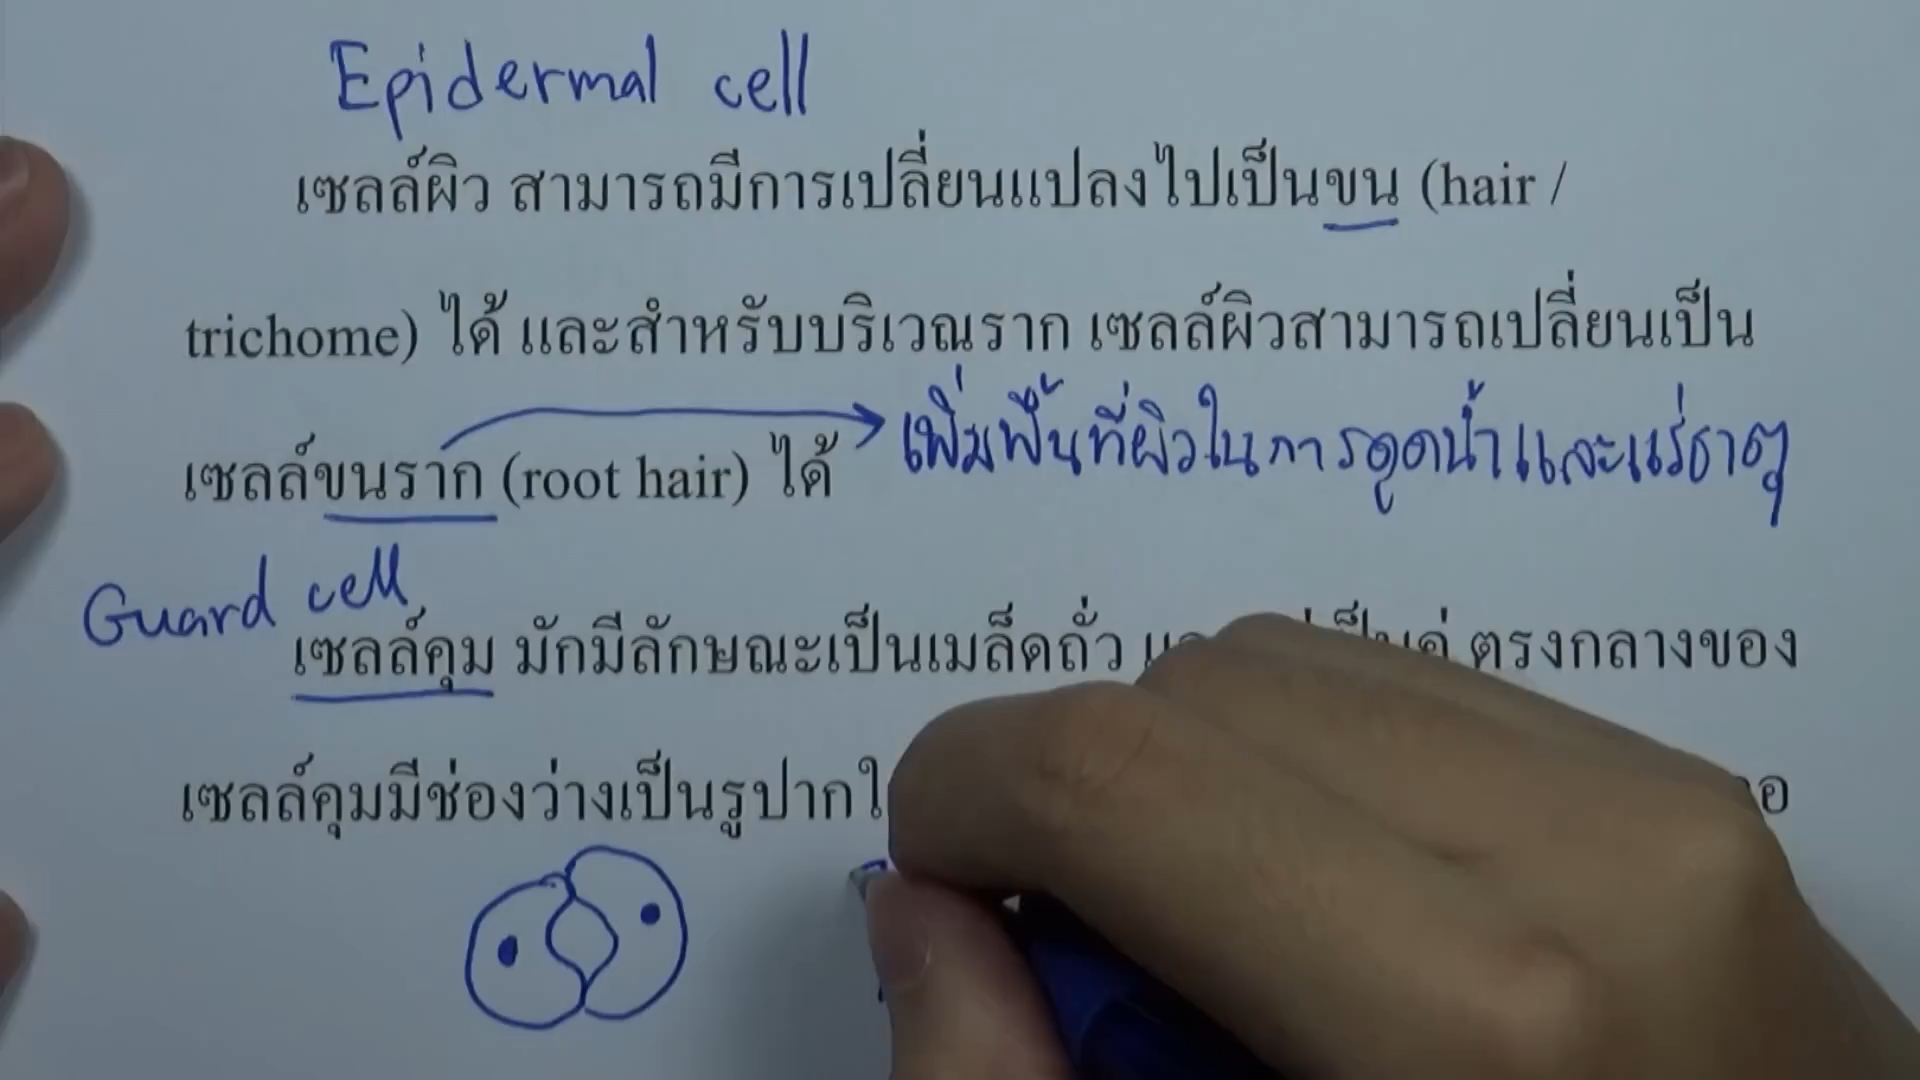 Epidermal cell
เซลล์ผิว สามารถมีการเปลี่ยนแปลงไปเป็นขน (hair /
trichome) ได้ และสำหรับบริเวณราก เซลล์ผิวสามารถเปลี่ยนเป็น
เซลล์ขนราก (root hair) ได้ เพิ่มพื้นที่ผิวในการดูดน้ำและแร่ธาตุ
Guard cell
เซลล์คุม มักมีลักษณะเป็นเมล็ดถั่ว ตรงกลางของ
เซลล์คุมมีช่องว่างเป็นรูปาก